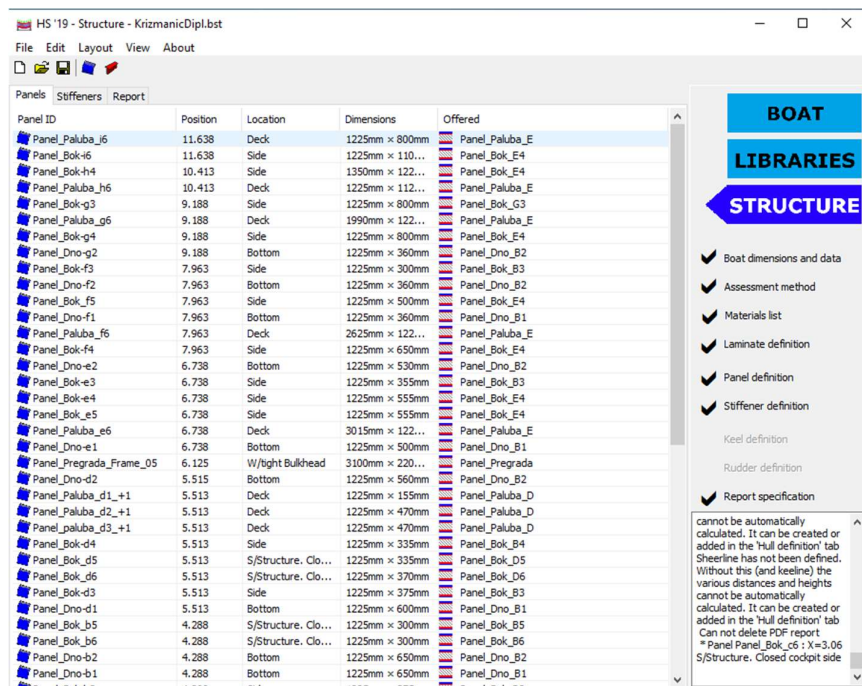 HS '19 - Structure - KrizmanicDipl.bst
File Edit Layout View About
Panels Stiffeners Report
Panel ID Position Location Dimensions Offered
Panel_Paluba_i6 11.638 Deck 1225mm × 800mm Panel_Paluba_E
Panel_Bok-i6 11.638 Side 1225mm × 110... Panel_Bok_E4
Panel_Bok-h4 10.413 Side 1350mm × 122... Panel_Bok_E4
Panel_Paluba_h6 10.413 Deck 1225mm × 112... Panel_Paluba_E
Panel_Bok-g3 9.188 Side 1225mm × 800mm Panel_Bok_G3
Panel_Paluba_g6 9.188 Deck 1990mm × 122... Panel_Paluba_E
Panel_Bok-g4 9.188 Side 1225mm × 800mm Panel_Bok_E4
Panel_Dno-g2 9.188 Bottom 1225mm × 360mm Panel_Dno_B2
Panel_Bok-f3 7.963 Side 1225mm × 300mm Panel_Bok_B3
Panel_Dno-f2 7.963 Bottom 1225mm × 360mm Panel_Dno_B2
Panel_Bok_f5 7.963 Side 1225mm × 500mm Panel_Bok_E4
Panel_Dno-f1 7.963 Bottom 1225mm × 360mm Panel_Dno_B1
Panel_Paluba_f6 7.963 Deck 2625mm × 122... Panel_Paluba_E
Panel_Bok-f4 7.963 Side 1225mm × 650mm Panel_Bok_E4
Panel_Dno-e2 6.738 Bottom 1225mm × 530mm Panel_Dno_B2
Panel_Bok-e3 6.738 Side 1225mm × 355mm Panel_Bok_B3
Panel_Bok-e4 6.738 Side 1225mm × 555mm Panel_Bok_E4
Panel_Bok_e5 6.738 Side 1225mm × 555mm Panel_Bok_E4
Panel_Paluba_e6 6.738 Deck 3015mm × 122... Panel_Paluba_E
Panel_Dno-e1 6.738 Bottom 1225mm × 500mm Panel_Dno_B1
Panel_Pregrada_Frame_05 6.125 W/tight Bulkhead 3100mm × 220... Panel_Pregrada
Panel_Dno-d2 5.515 Bottom 1225mm × 560mm Panel_Dno_B2
Panel_Paluba_d1_+1 5.513 Deck 1225mm × 155mm Panel_Paluba_D
Panel_Paluba_d2_+1 5.513 Deck 1225mm × 470mm Panel_Paluba_D
Panel_paluba_d3_+1 5.513 Deck 1225mm × 470mm Panel_Paluba_D
Panel_Bok-d4 5.513 Side 1225mm × 335mm Panel_Bok_B4
Panel_Bok_d5 5.513 S/Structure. Clo... 1225mm × 335mm Panel_Bok_D5
Panel_Bok_d6 5.513 S/Structure. Clo... 1225mm × 370mm Panel_Bok_D6
Panel_Bok-d3 5.513 Side 1225mm × 375mm Panel_Bok_B3
Panel_Dno-d1 5.513 Bottom 1225mm × 600mm Panel_Dno_B1
Panel_Bok_b5 4.288 S/Structure. Clo... 1225mm × 300mm Panel_Bok_B5
Panel_Bok_b6 4.288 S/Structure. Clo... 1225mm × 300mm Panel_Bok_B6
Panel_Dno-b2 4.288 Bottom 1225mm × 650mm Panel_Dno_B2
Panel_Dno-b1 4.288 Bottom 1225mm × 650mm Panel_Dno_B1
BOAT
LIBRARIES
STRUCTURE
Boat dimensions and data
Assessment method
Materials list
Laminate definition
Panel definition
Stiffener definition
Keel definition
Rudder definition
Report specification
cannot be automatically
calculated. It can be created or
added in the 'Hull definition' tab
Sheerline has not been defined.
Without this (and keeline) the
various distances and heights
cannot be automatically
calculated. It can be created or
added in the 'Hull definition' tab
Can not delete PDF report
* Panel Panel_Bok_c6 : X=3.06
S/Structure. Closed cockpit side